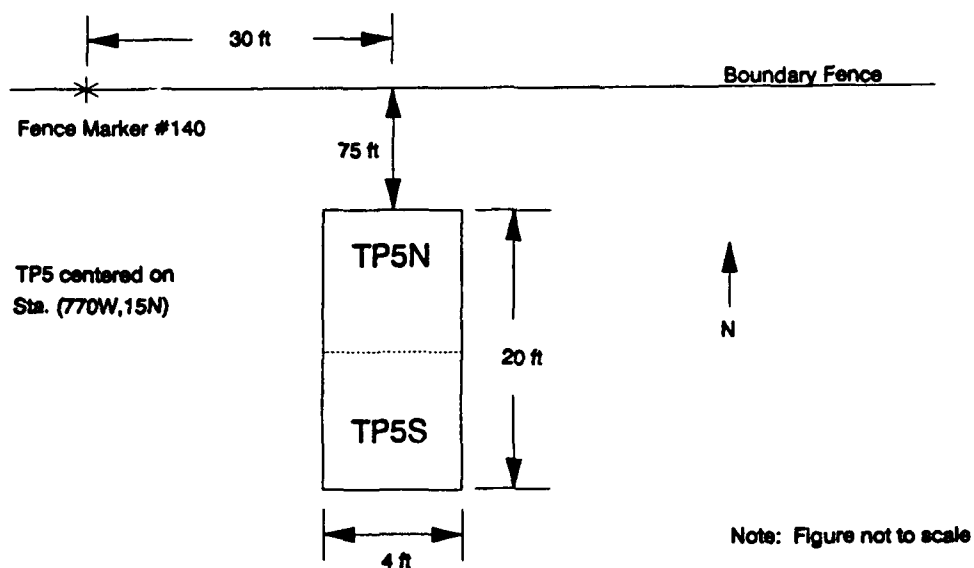 30 ft
Boundary Fence
Fence Marker #140
75 ft
TP5N
TP5 centered on
Sta. (770W,15N)
N
20 ft
TP5S
4 ft
Note: Figure not to scale